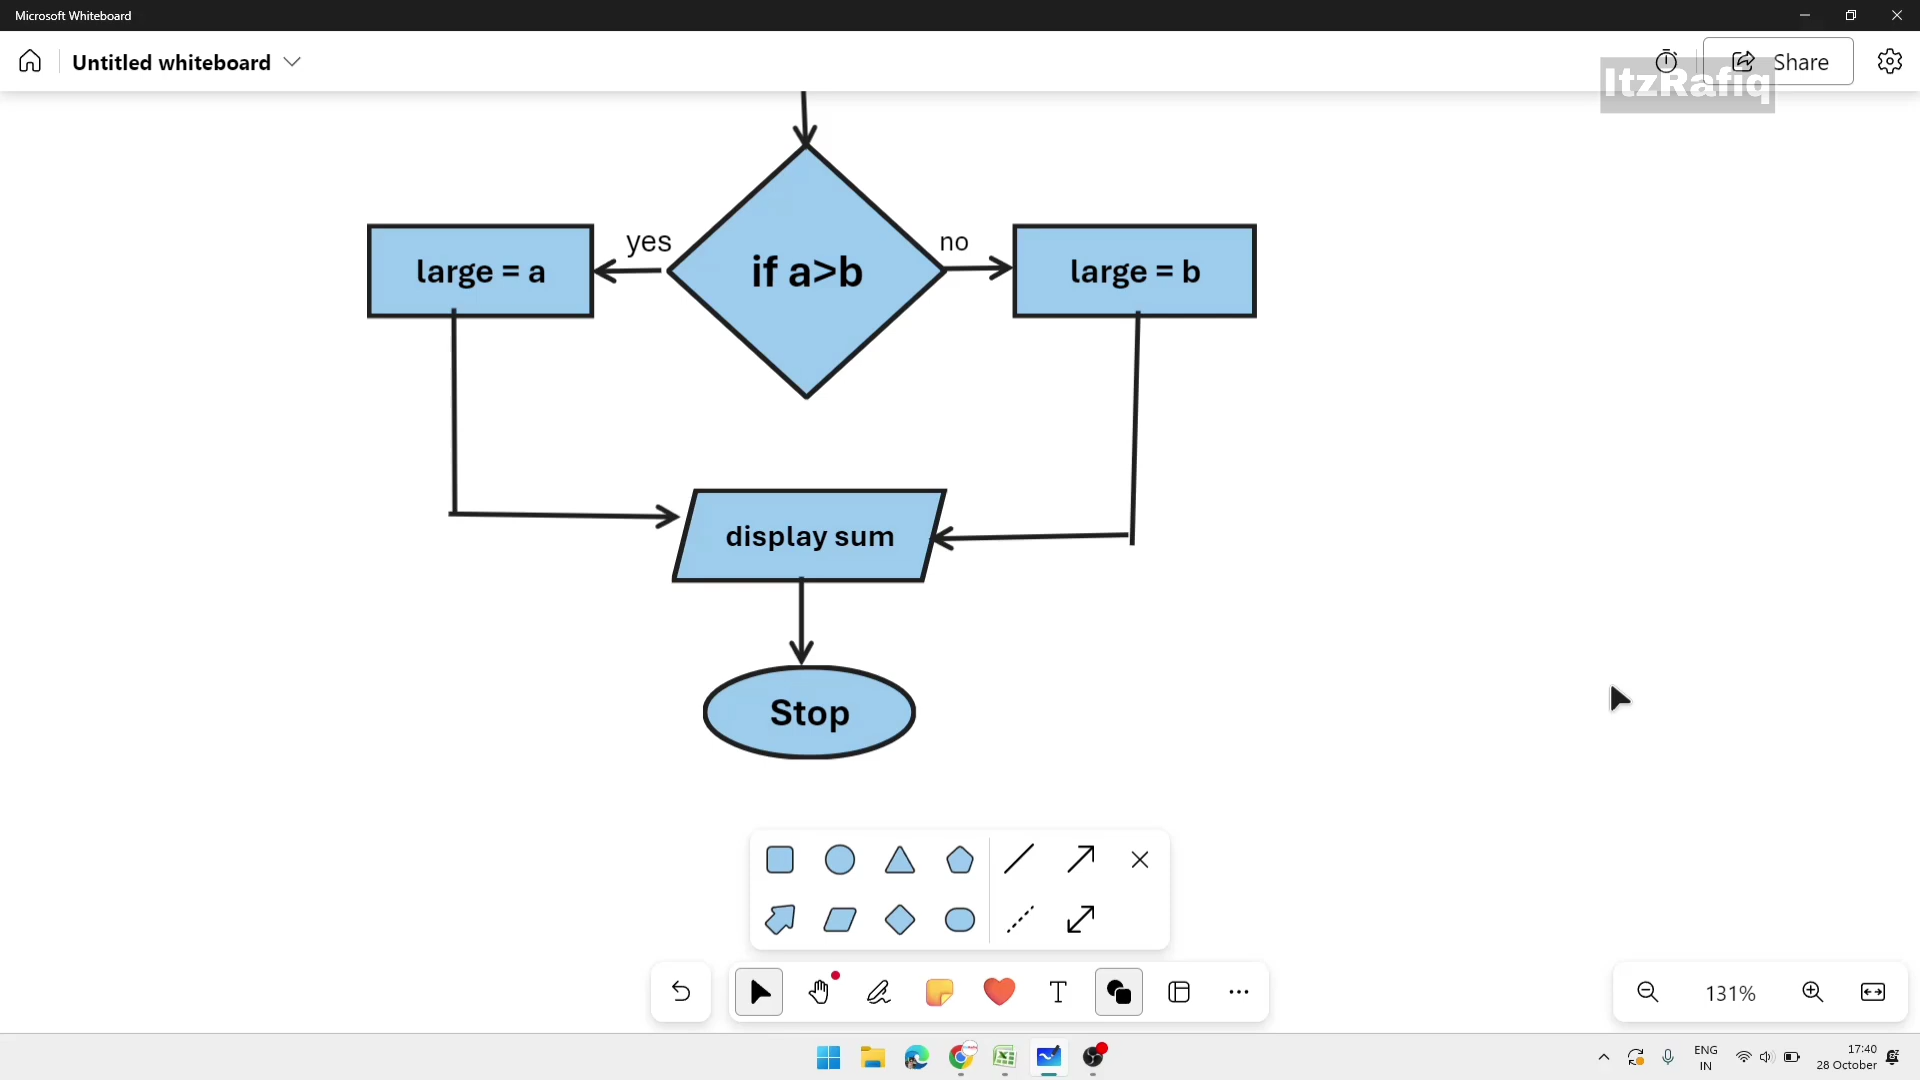 Microsoft Whiteboard
Untitled whiteboard
Share
ItzRafiq
large = a
yes
if a>b
no
large = b
display sum
Stop
T
131%
ENG
IN
17:40
28 October